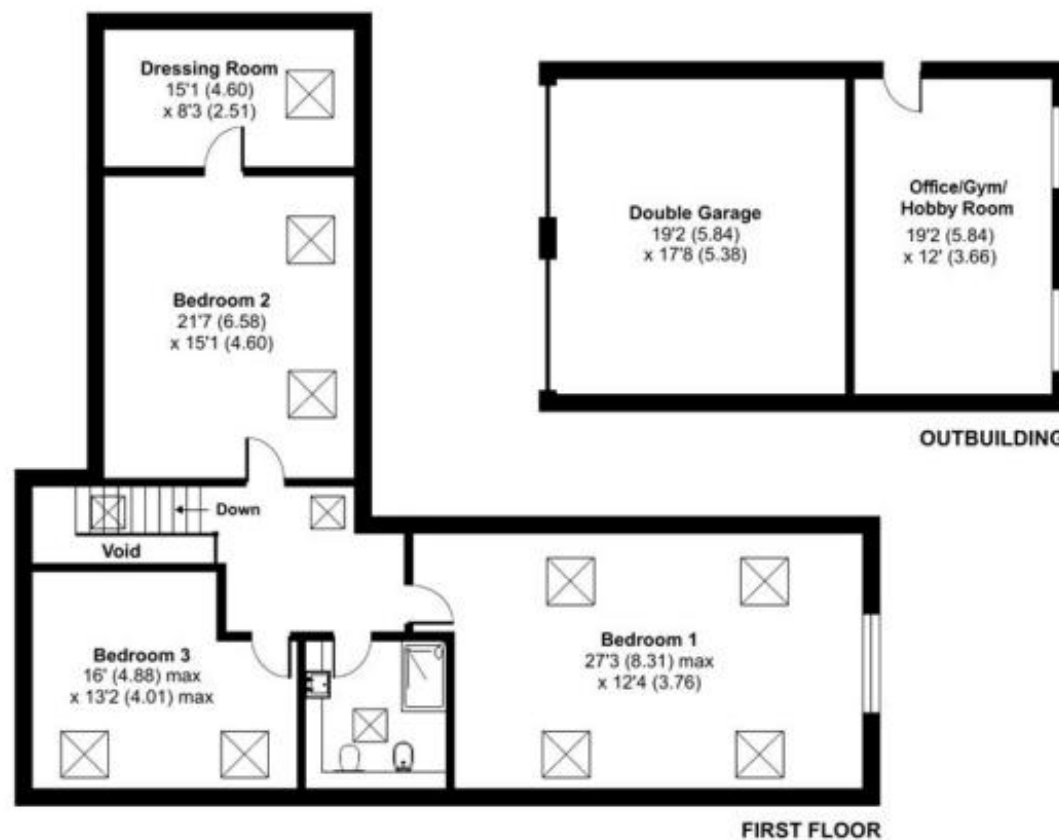 Dressing Room
15'1 (4.60)
x 8'3 (2.51)
Bedroom 2
21'7 (6.58)
x 15'1 (4.60)
Down
Void
Bedroom 3
16' (4.88) max
x 13'2 (4.01) max
Bedroom 1
27'3 (8.31) max
x 12'4 (3.76)
FIRST FLOOR
Double Garage
19'2 (5.84)
x 17'8 (5.38)
Office/Gym/
Hobby Room
19'2 (5.84)
x 12' (3.66)
OUTBUILDING